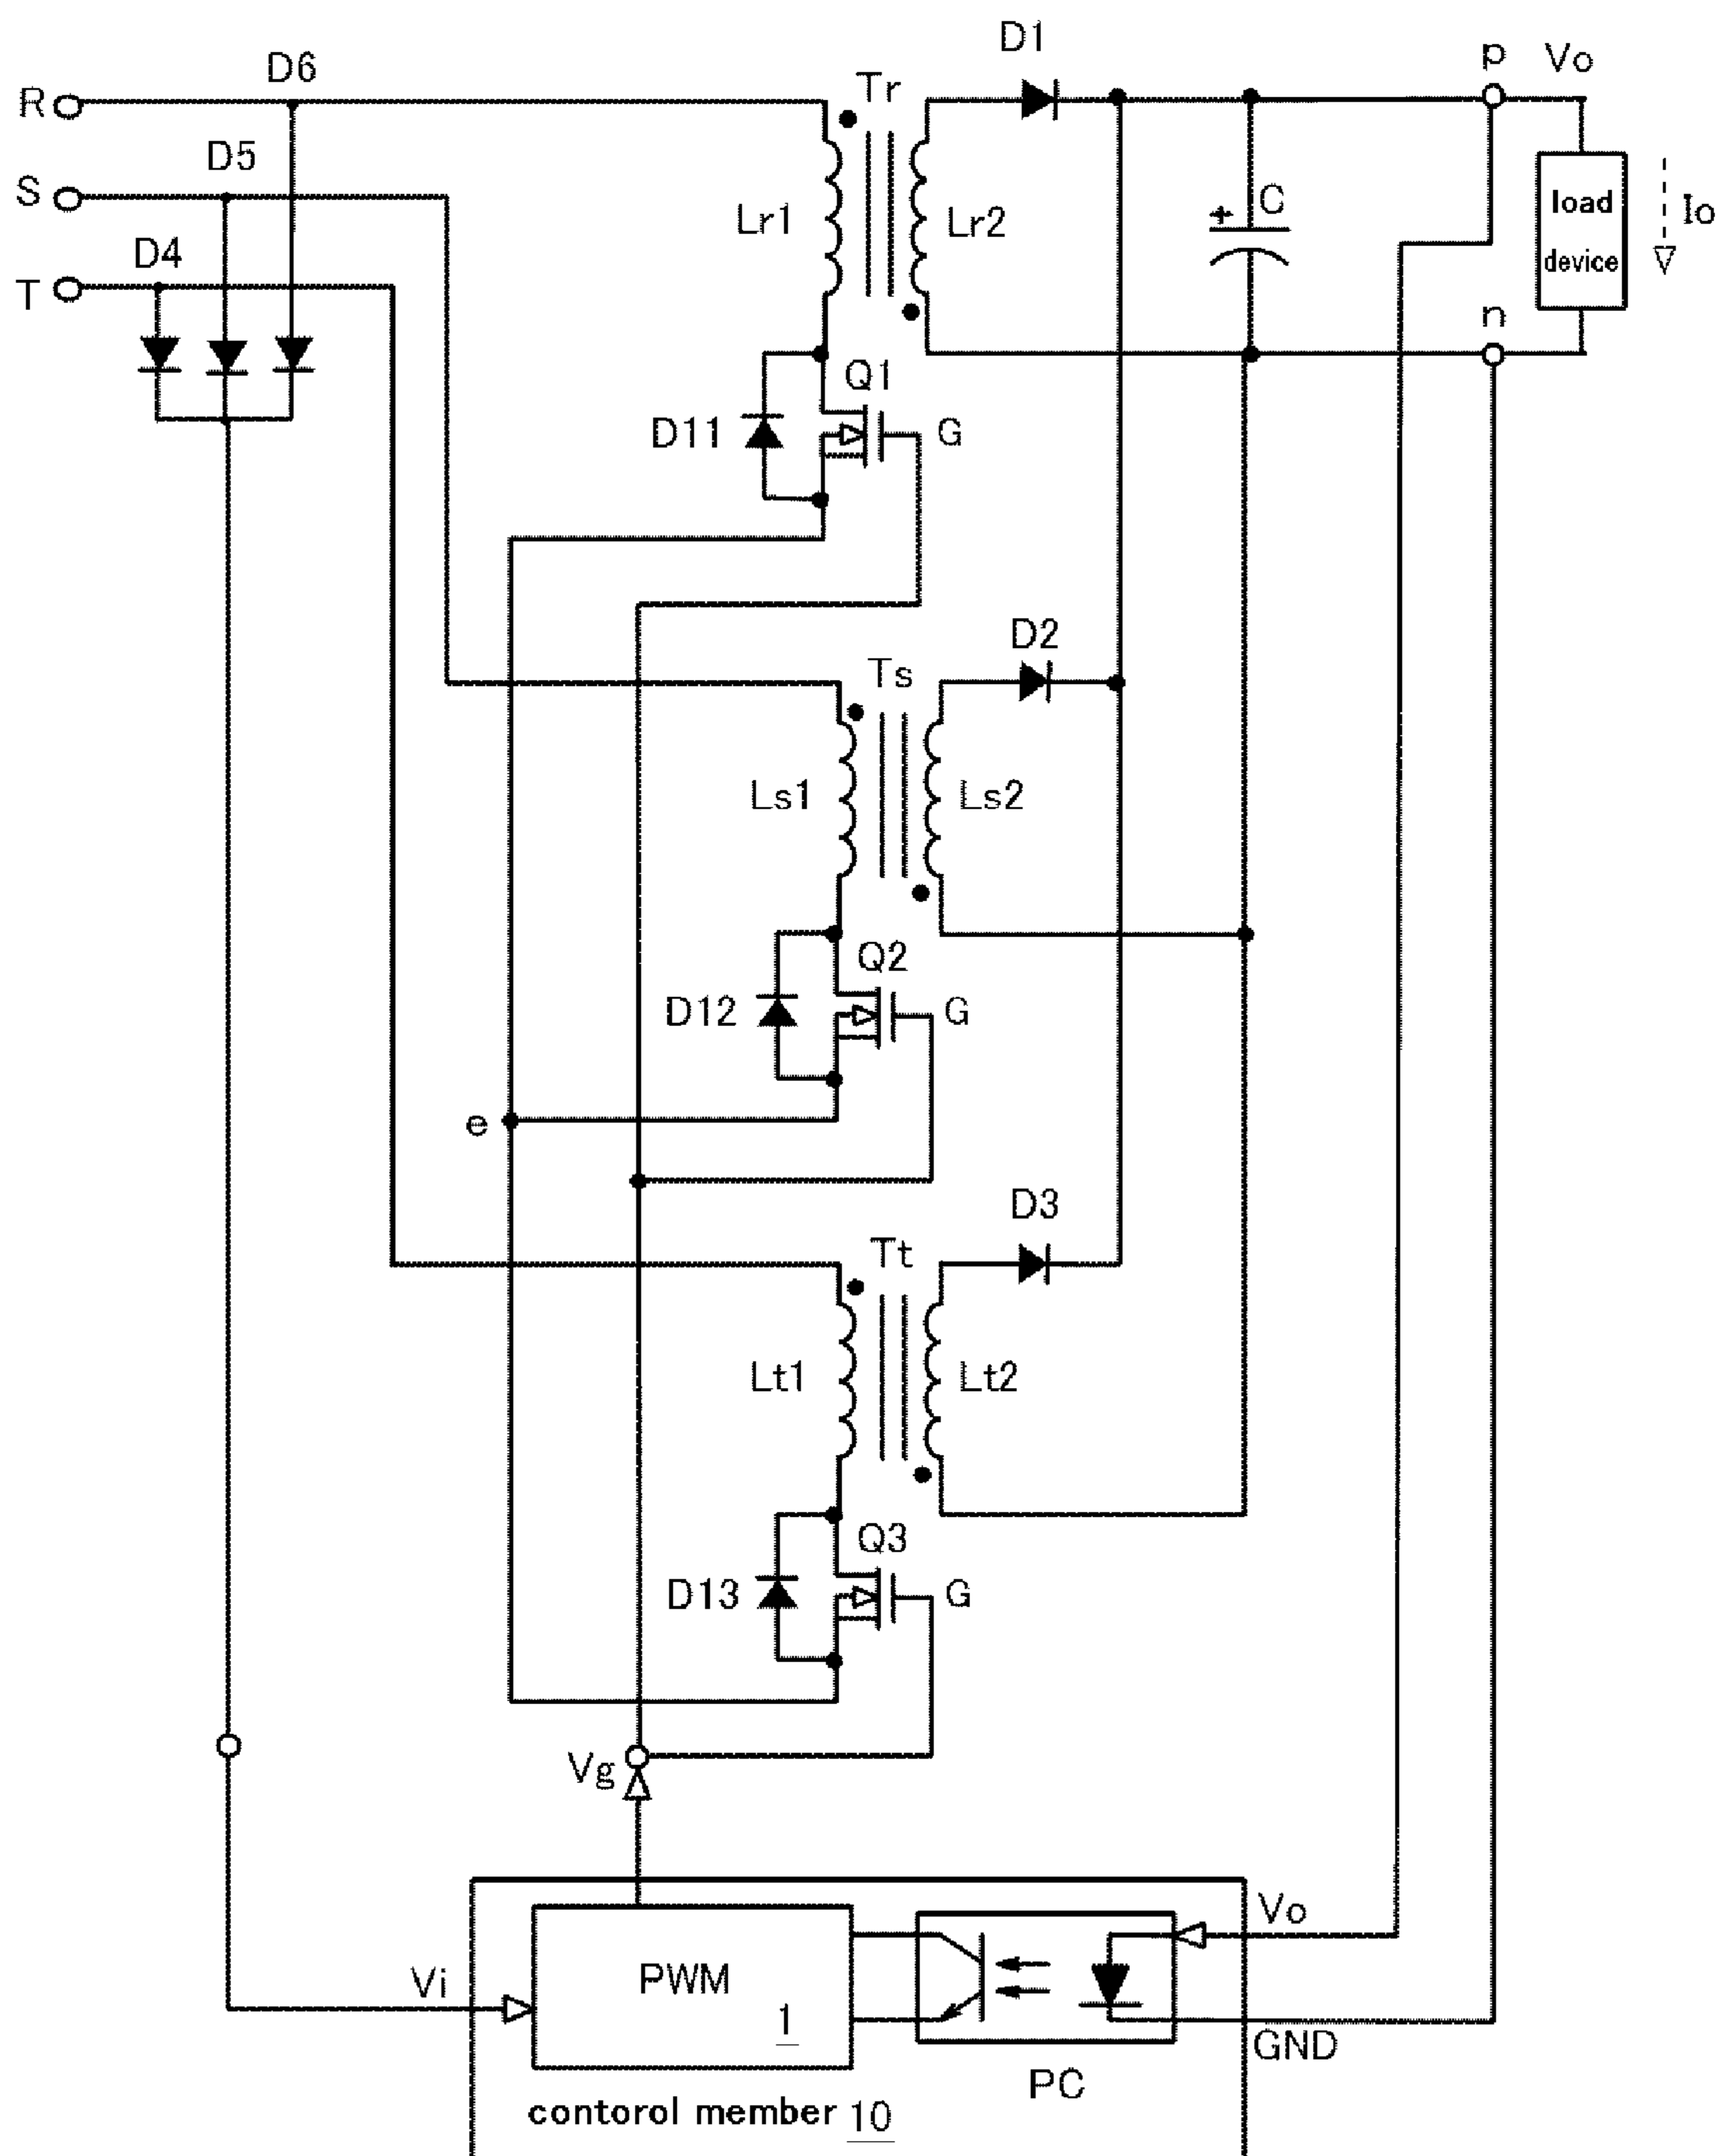 D1
p
Vo
D6
Tr
R
D5
S
Lr1
Lr2
+
C
load
device
Io
D4
T
n
Q1
D11
G
D2
Ts
Ls1
Ls2
Q2
D12
G
e
D3
Tt
Lt1
Lt2
Q3
D13
G
Vg
Vo
Vi
PWM
1
GND
PC
contorol member 10